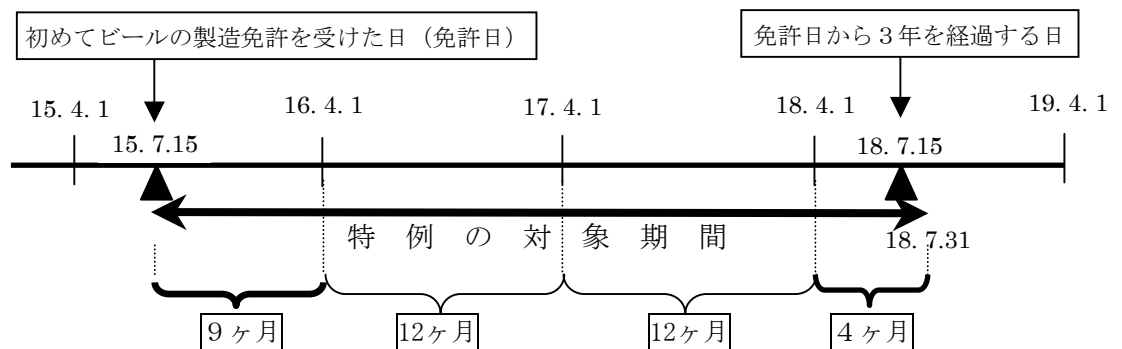 初めてビールの製造免許を受けた日（免許日）
免許日から３年を経過する日
15. 4. 1
16. 4. 1
17. 4. 1
18. 4. 1
19. 4. 1
15. 7.15
18. 7.15
特例の対象期間
18. 7.31
９ヶ月
12ヶ月
12ヶ月
４ヶ月